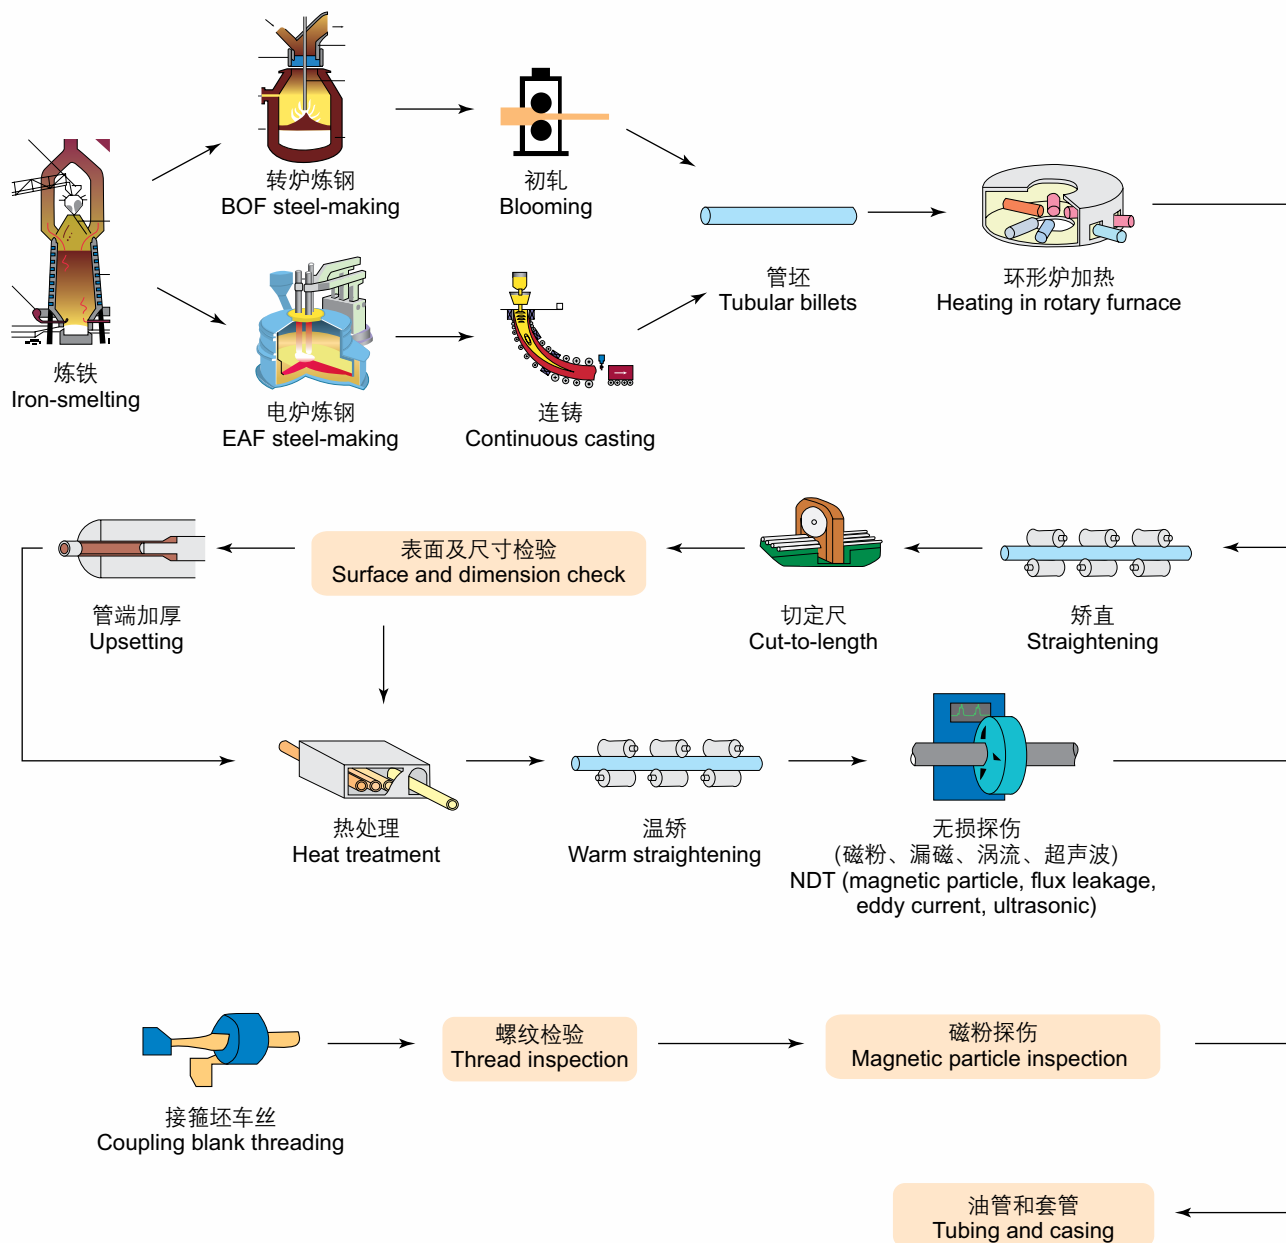 转炉炼钢
BOF steel-making
初轧
Blooming
管坯
Tubular billets
环形炉加热
Heating in rotary furnace
炼铁
Iron-smelting
电炉炼钢
EAF steel-making
连铸
Continuous casting
管端加厚
Upsetting
表面及尺寸检验
Surface and dimension check
切定尺
Cut-to-length
矫直
Straightening
热处理
Heat treatment
温矫
Warm straightening
无损探伤
(磁粉、漏磁、涡流、超声波)
NDT (magnetic particle, flux leakage,
eddy current, ultrasonic)
接箍坯车丝
Coupling blank threading
螺纹检验
Thread inspection
磁粉探伤
Magnetic particle inspection
油管和套管
Tubing and casing